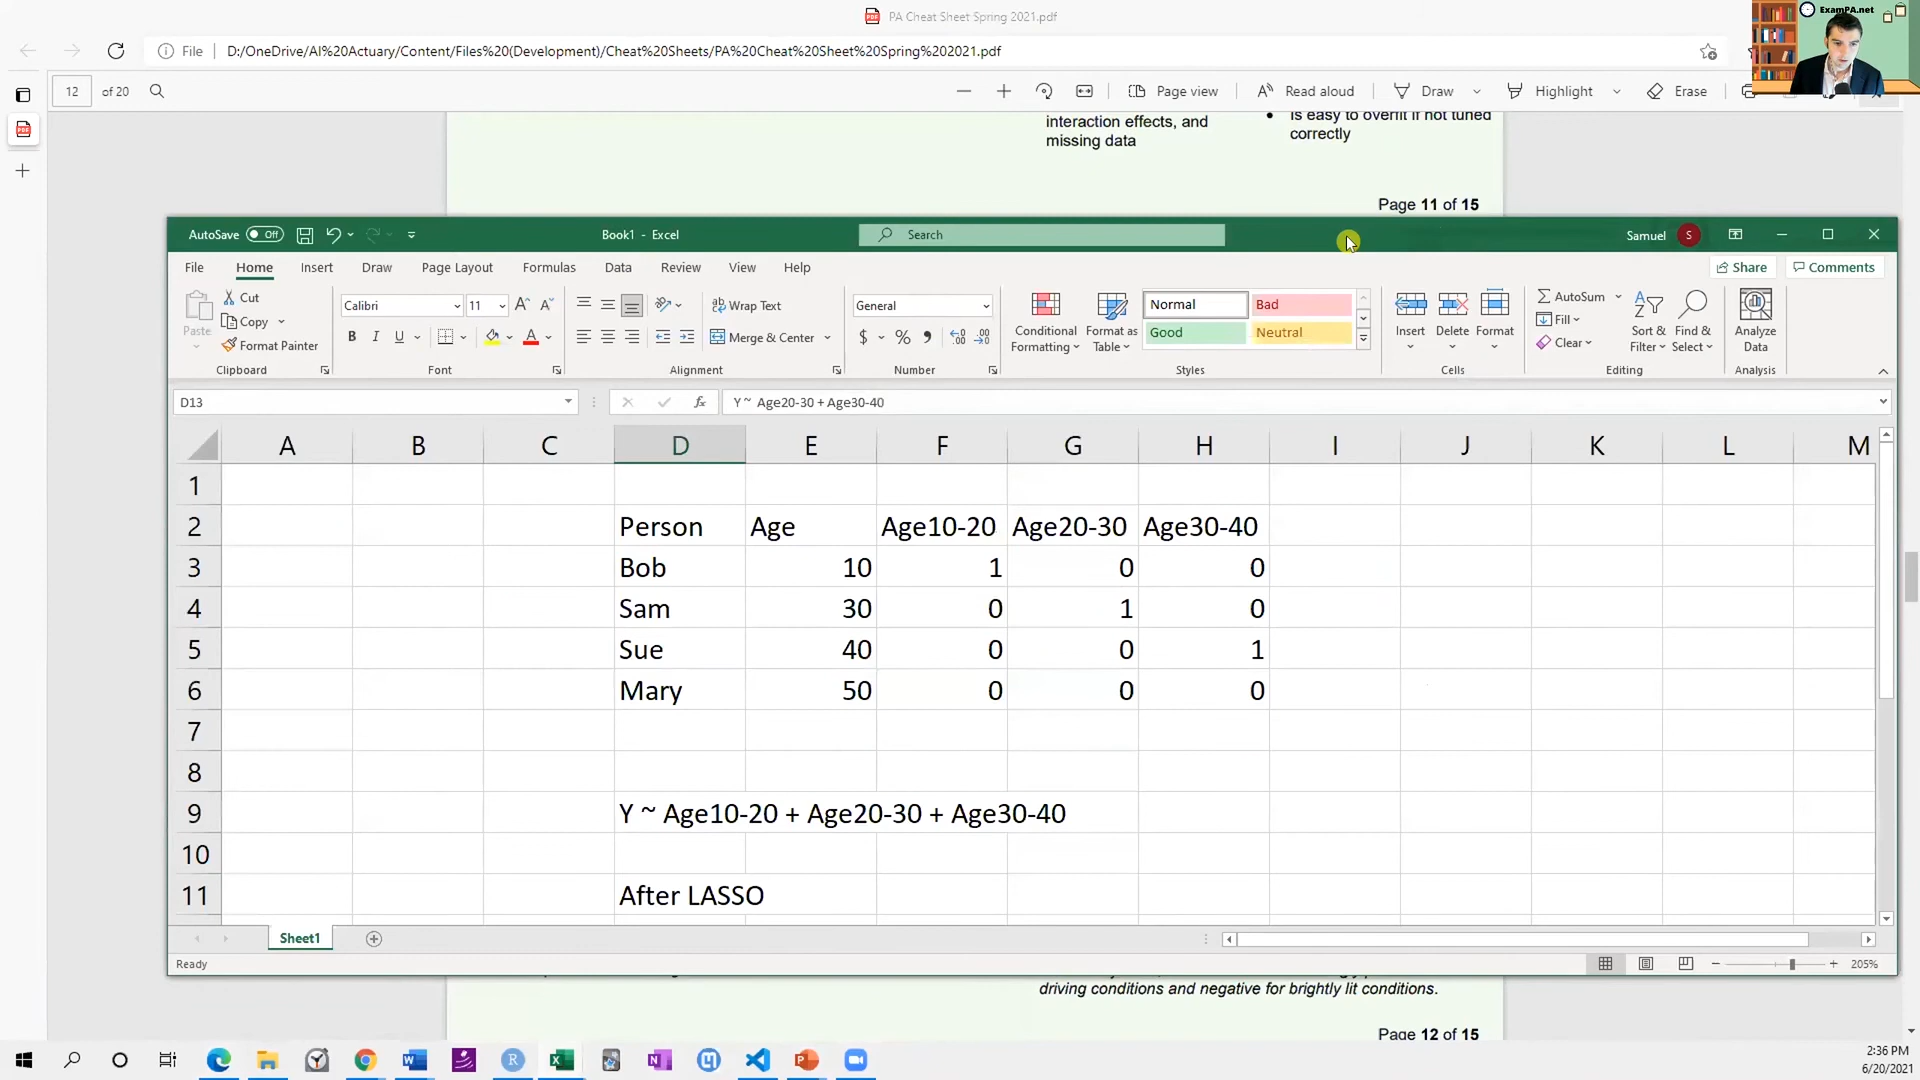 PA Cheat Sheet Spring 2021.pdf
ExamPA.net
File D:/OneDrive/AI%20Actuary/Content/Files%20(Development)/Cheat%20Sheets/PA%20Cheat%20Sheet%20Spring%202021.pdf
12 of 20 Page view Read aloud Draw Highlight Erase
interaction effects, and
missing data
is easy to overfit if not tuned
correctly
Page 11 of 15
AutoSave Off Book1 - Excel Search Samuel S
File Home Insert Draw Page Layout Formulas Data Review View Help Share Comments
Paste Cut Copy Format Painter
Clipboard
Calibri 11 A A
B I U A
Font
Wrap Text
Merge & Center
Alignment
General
$ %
Number
Conditional Formatting Format as Table
Normal Bad
Good Neutral
Styles
Insert Delete Format
Cells
AutoSum
Fill
Clear
Sort & Filter Find & Select
Editing
Analyze Data
Analysis
D13 fx Y ~ Age20-30 + Age30-40
A B C D E F G H I J K L M
1
2 Person Age Age10-20 Age20-30 Age30-40
3 Bob 10 1 0 0
4 Sam 30 0 1 0
5 Sue 40 0 0 1
6 Mary 50 0 0 0
7
8
9 Y ~ Age10-20 + Age20-30 + Age30-40
10
11 After LASSO
Sheet1
Ready 205%
driving conditions and negative for brightly lit conditions.
Page 12 of 15
2:36 PM
6/20/2021